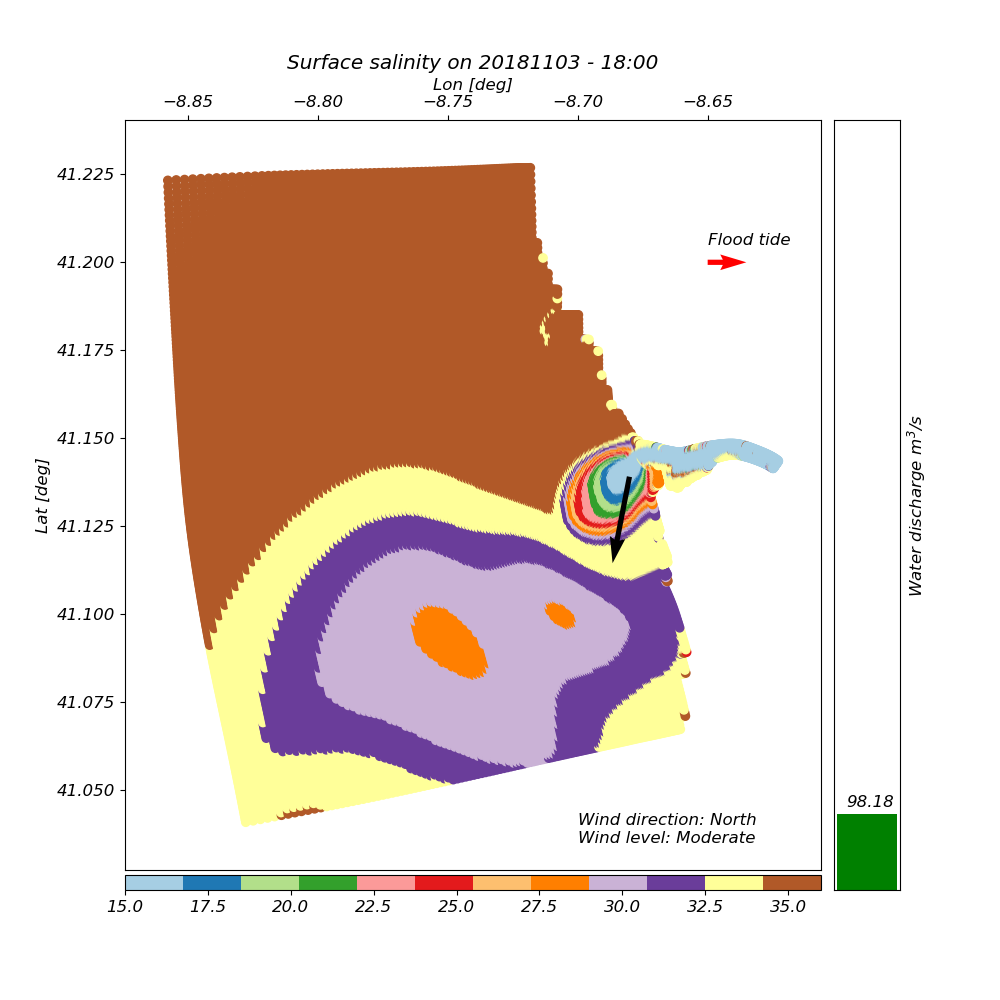 Surface salinity on 20181103 - 18:00
Lon [deg]
−8.85 −8.80 −8.75 −8.70 −8.65
41.225
41.200
41.175
41.150
41.125
41.100
41.075
41.050
Lat [deg]
Flood tide
Wind direction: North
Wind level: Moderate
98.18
Water discharge m³/s
15.0 17.5 20.0 22.5 25.0 27.5 30.0 32.5 35.0